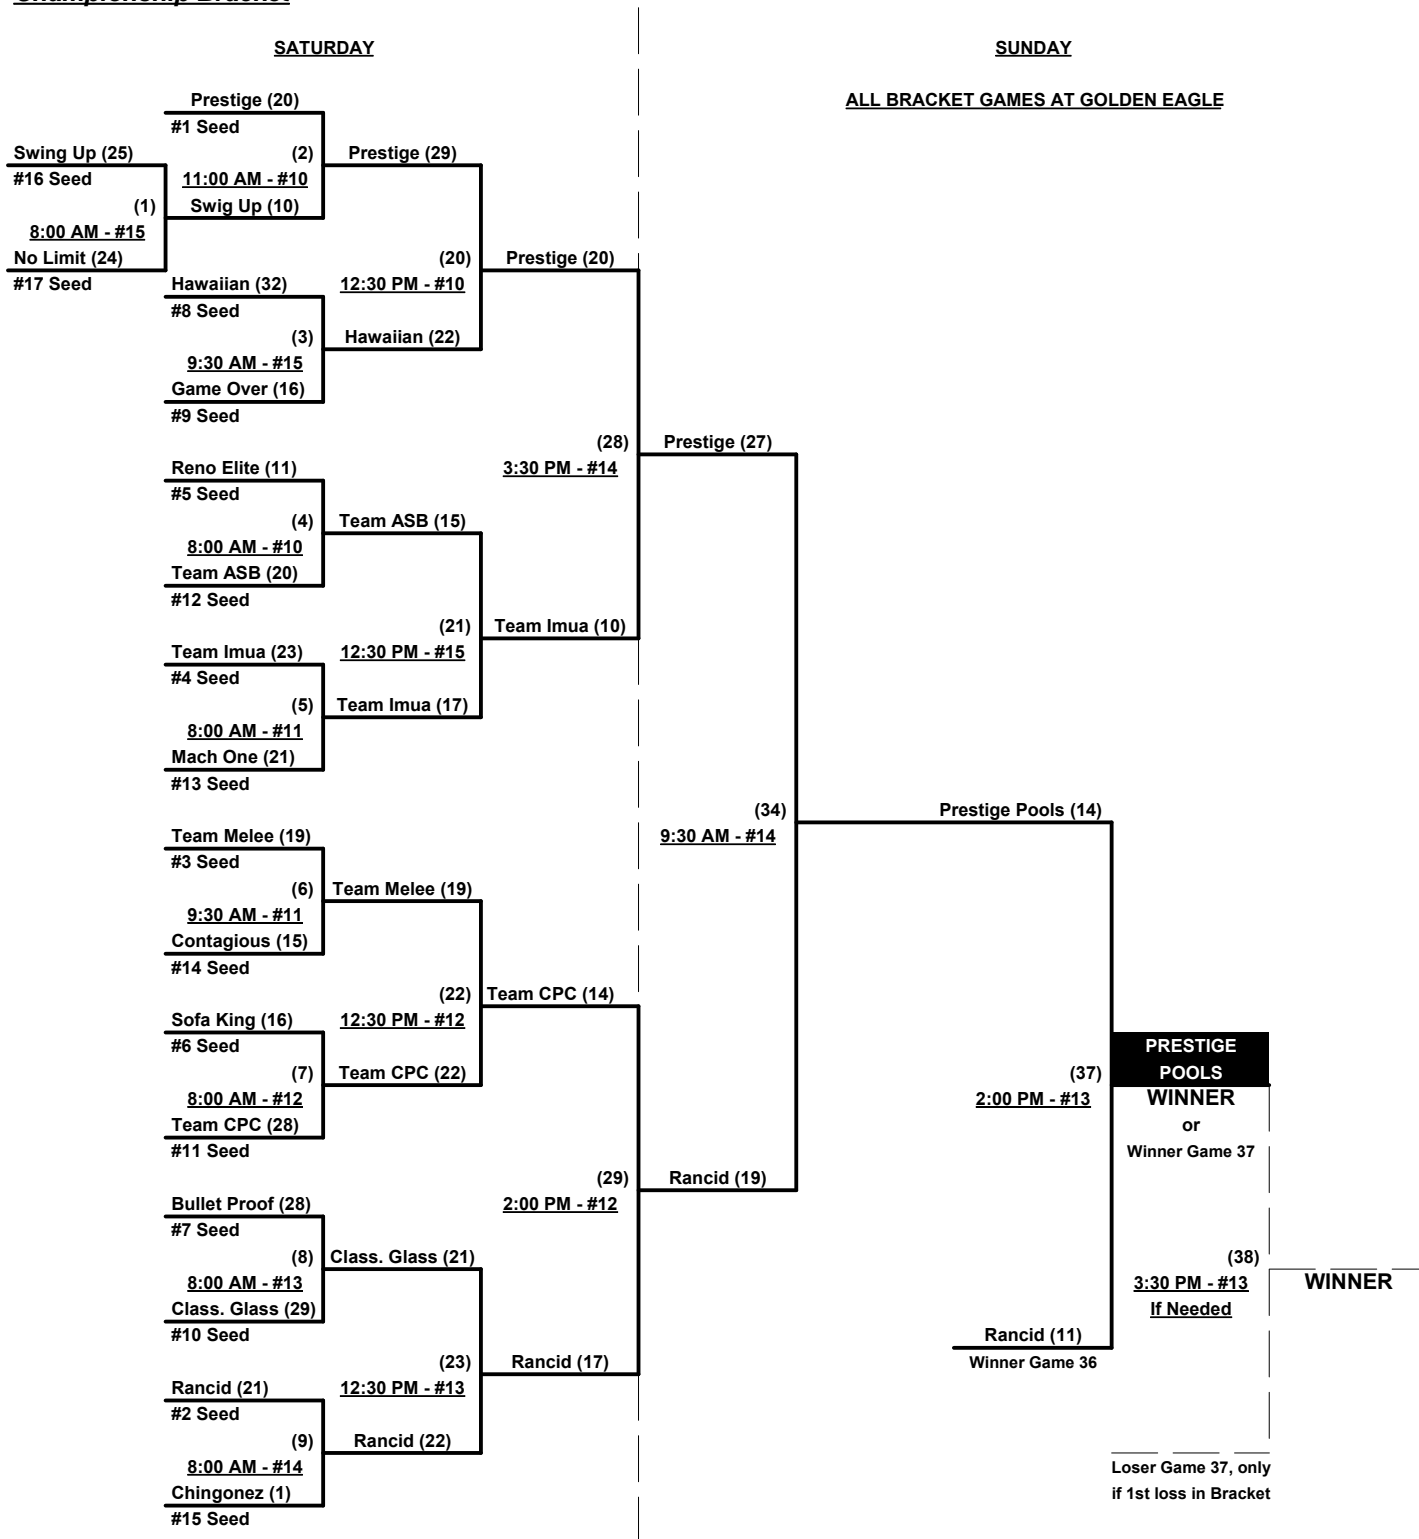 Championship Bracket
SATURDAY
SUNDAY
ALL BRACKET GAMES AT GOLDEN EAGLE
Prestige (20)
#1 Seed
Swing Up (25)
#16 Seed
(2)
11:00 AM - #10
Prestige (29)
(1)
8:00 AM - #15
Swig Up (10)
No Limit (24)
#17 Seed
(20)
12:30 PM - #10
Prestige (20)
Hawaiian (32)
#8 Seed
(3)
9:30 AM - #15
Hawaiian (22)
Game Over (16)
#9 Seed
(28)
3:30 PM - #14
Prestige (27)
Reno Elite (11)
#5 Seed
(4)
8:00 AM - #10
Team ASB (15)
Team ASB (20)
#12 Seed
(21)
12:30 PM - #15
Team Imua (10)
Team Imua (23)
#4 Seed
(5)
8:00 AM - #11
Team Imua (17)
Mach One (21)
#13 Seed
(34)
9:30 AM - #14
Prestige Pools (14)
Team Melee (19)
#3 Seed
(6)
9:30 AM - #11
Team Melee (19)
Contagious (15)
#14 Seed
(22)
12:30 PM - #12
Team CPC (14)
Sofa King (16)
#6 Seed
(7)
8:00 AM - #12
Team CPC (22)
Team CPC (28)
#11 Seed
(37)
2:00 PM - #13
PRESTIGE
POOLS
WINNER
or
Winner Game 37
(29)
2:00 PM - #12
Rancid (19)
Bullet Proof (28)
#7 Seed
(8)
8:00 AM - #13
Class. Glass (21)
Class. Glass (29)
#10 Seed
(38)
3:30 PM - #13
If Needed
WINNER
Rancid (11)
Winner Game 36
(23)
12:30 PM - #13
Rancid (17)
Rancid (21)
#2 Seed
(9)
8:00 AM - #14
Rancid (22)
Chingonez (1)
#15 Seed
Loser Game 37, only
if 1st loss in Bracket